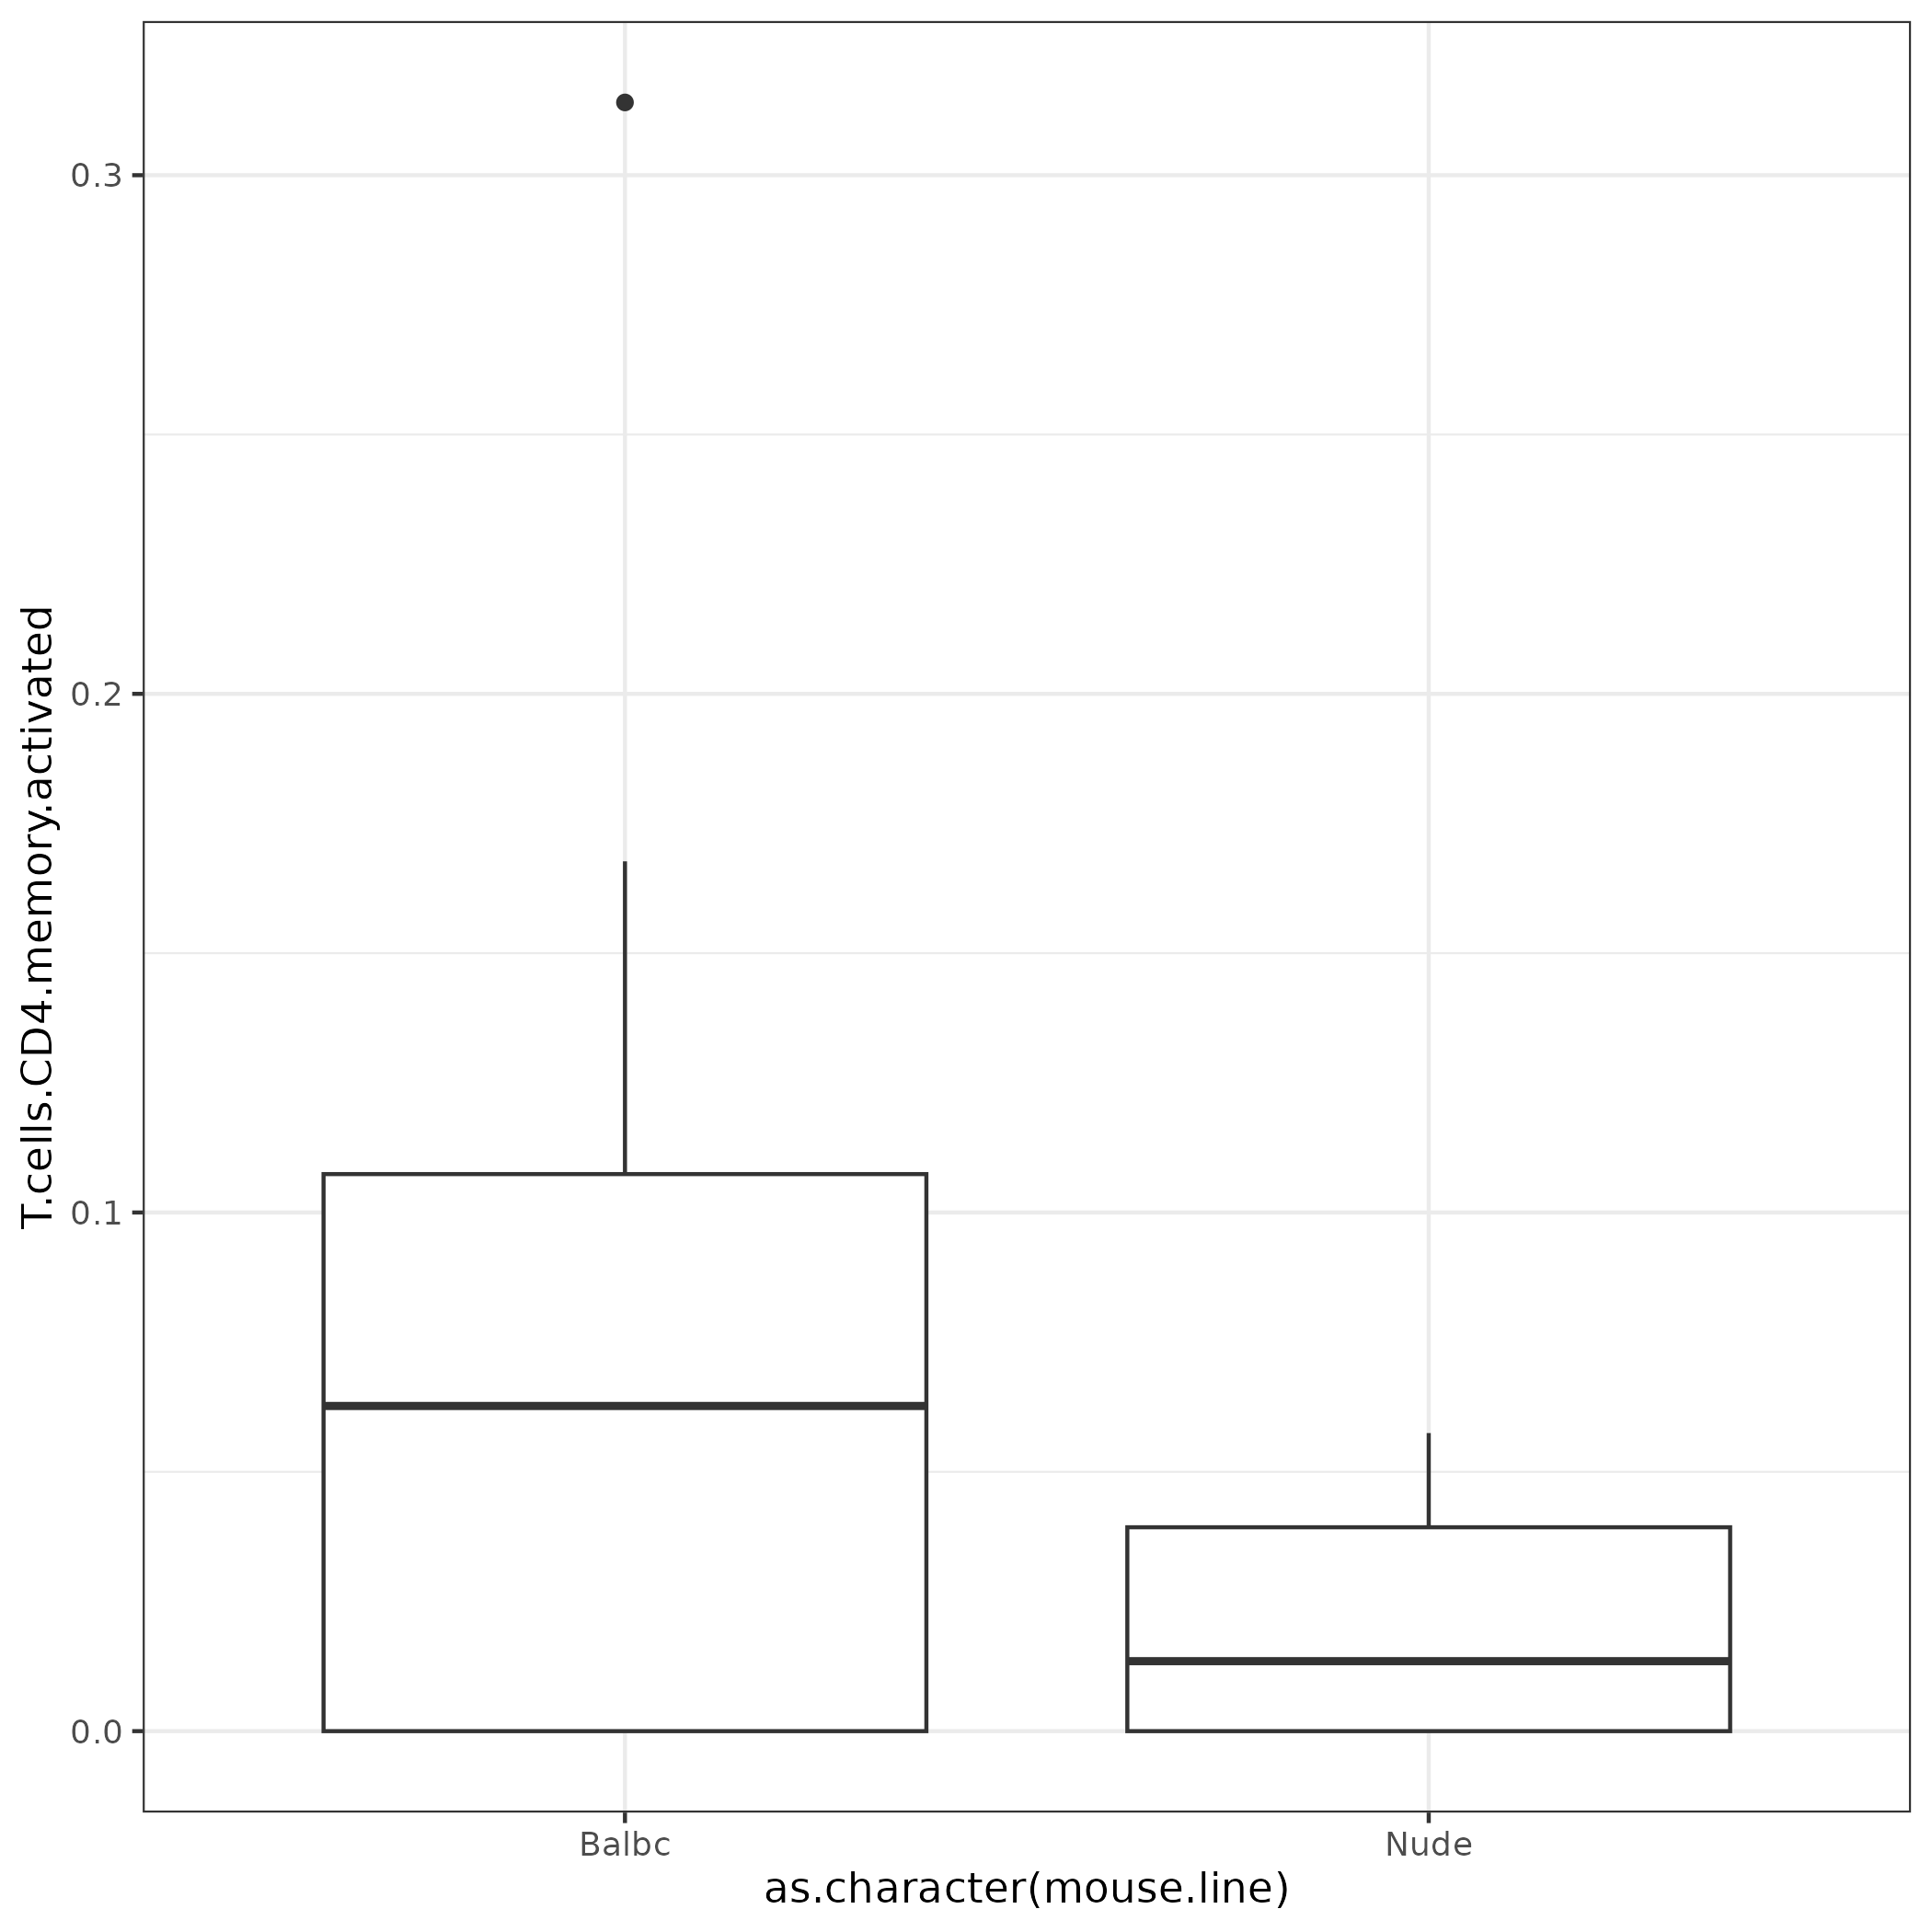 T.cells.CD4.memory.activated
0.3
0.2
0.1
0.0
Balbc Nude
as.character(mouse.line)